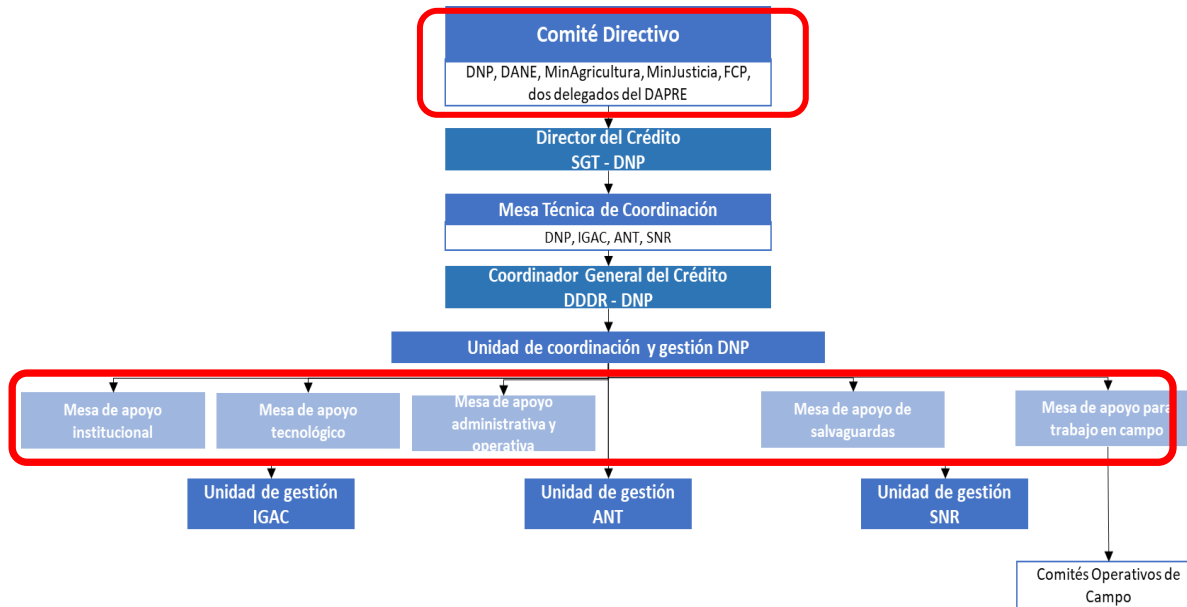 Comité Directivo
DNP, DANE, MinAgricultura, MinJusticia, FCP,
dos delegados del DAPRE
Director del Crédito
SGT - DNP
Mesa Técnica de Coordinación
DNP, IGAC, ANT, SNR
Coordinador General del Crédito
DDDR - DNP
Unidad de coordinación y gestión DNP
Mesa de apoyo
institucional
Mesa de apoyo
tecnológico
Mesa de apoyo
administrativa y
operativa
Mesa de apoyo de
salvaguardas
Mesa de apoyo para
trabajo en campo
Unidad de gestión
IGAC
Unidad de gestión
ANT
Unidad de gestión
SNR
Comités Operativos de
Campo